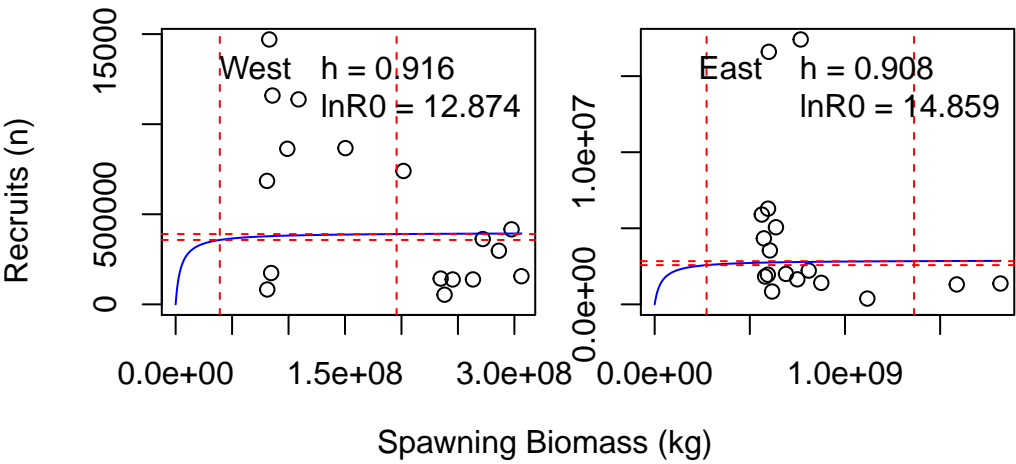 West h = 0.916
lnR0 = 12.874
East h = 0.908
lnR0 = 14.859
Recruits (n)
0 500000 15000
0.0e+00 1.0e+07
0.0e+00 1.5e+08 3.0e+08
0.0e+00 1.0e+09
Spawning Biomass (kg)